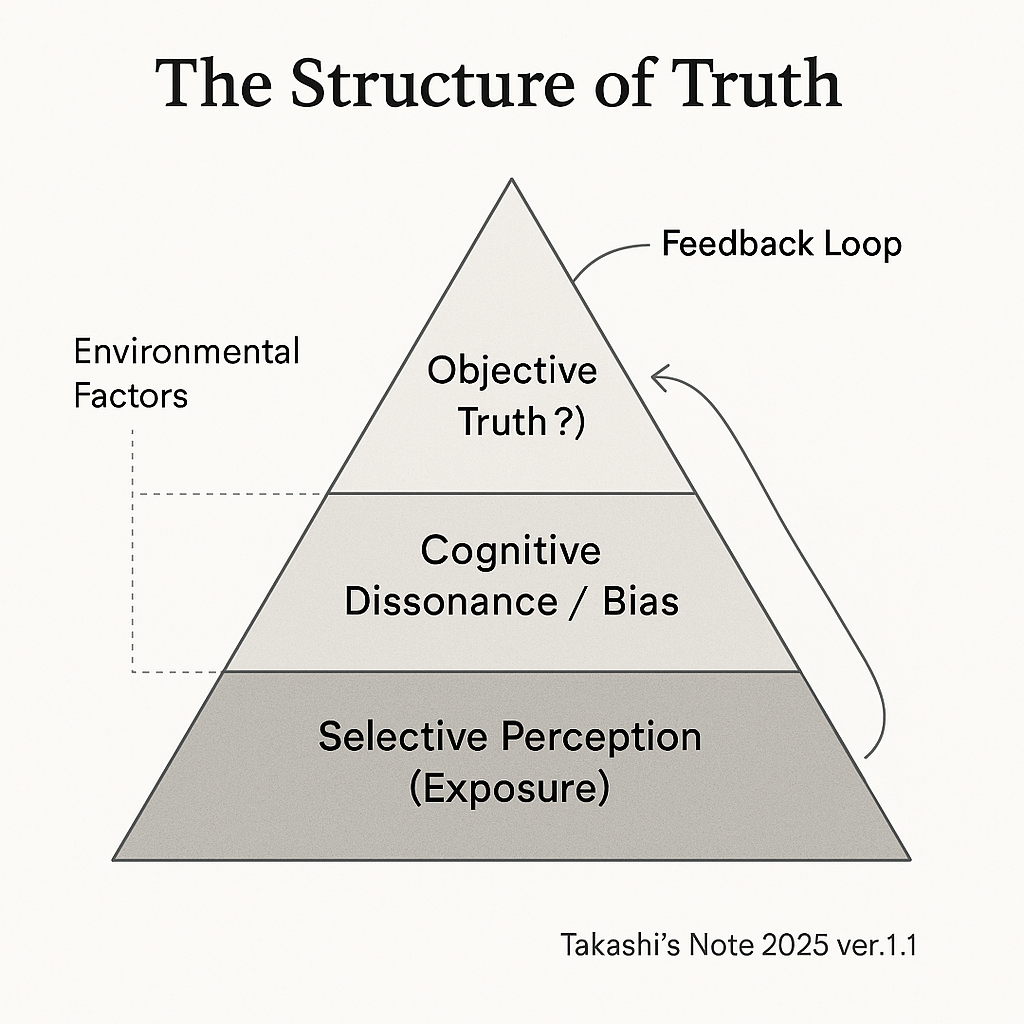 The Structure of Truth
Feedback Loop
Environmental
Factors
Objective
Truth ?)
Cognitive
Dissonance / Bias
Selective Perception
(Exposure)
Takashi’s Note 2025 ver.1.1